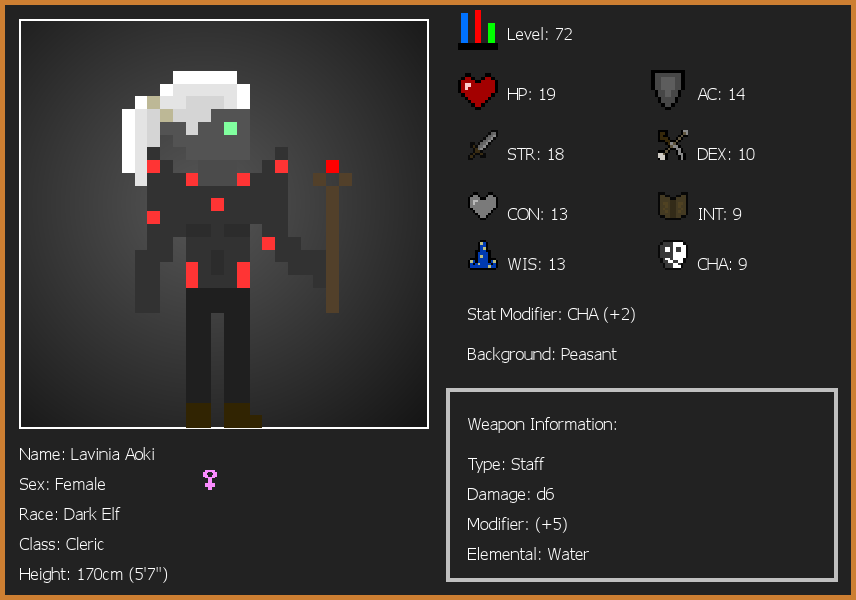 Level: 72
HP: 19
AC: 14
STR: 18
DEX: 10
CON: 13
INT: 9
WIS: 13
CHA: 9
Stat Modifier: CHA (+2)
Background: Peasant
Weapon Information:
Type: Staff
Damage: d6
Modifier: (+5)
Elemental: Water
Name: Lavinia Aoki
Sex: Female
Race: Dark Elf
Class: Cleric
Height: 170cm (5'7")